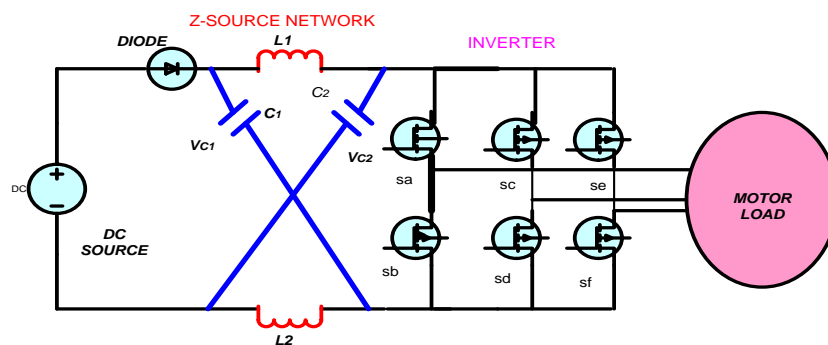 Z-SOURCE NETWORK
DIODE
L1
INVERTER
C2
C1
VC1
VC2
DC
sa
sc
se
MOTOR
LOAD
DC
SOURCE
sb
sd
sf
L2